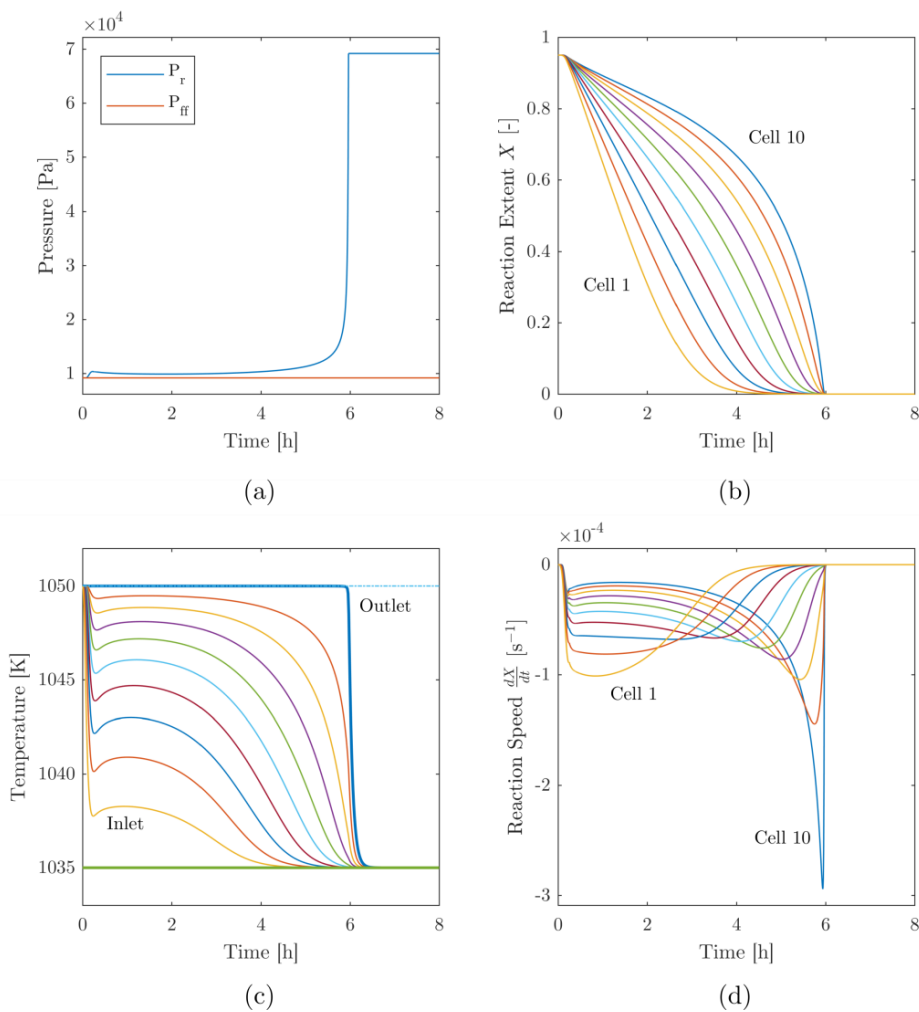 ×10⁴
7
6
5
4
3
2
1
0 2 4 6 8
Pressure [Pa]
Time [h]
P_r
P_ff
(a)
1
0.8
0.6
0.4
0.2
0
0 2 4 6 8
Reaction Extent X [-]
Time [h]
Cell 10
Cell 1
(b)
1050
1045
1040
1035
0 2 4 6 8
Temperature [K]
Time [h]
Outlet
Inlet
(c)
×10⁻⁴
0
-1
-2
-3
0 2 4 6 8
Reaction Speed dX/dt [s⁻¹]
Time [h]
Cell 1
Cell 10
(d)